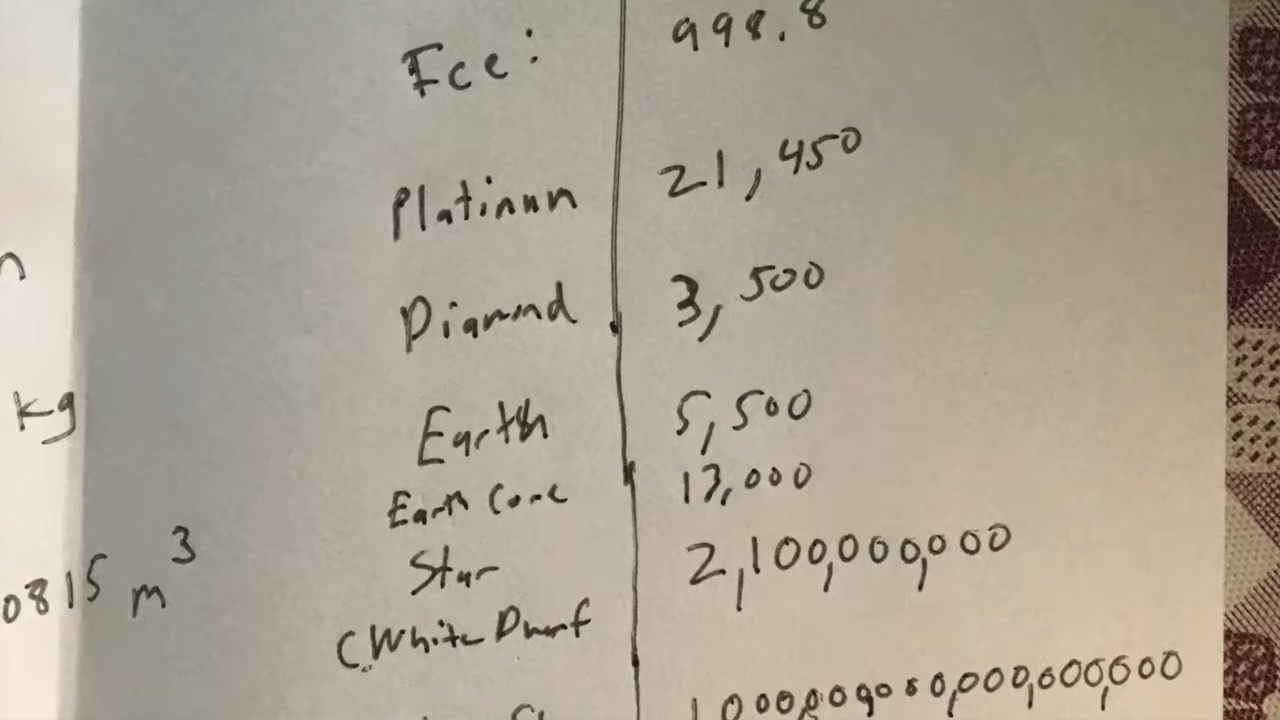 Ice: 998.8
Platinum 21,450
Diamond 3,500
Earth 5,500
kg
Earth Core 13,000
Star 2,100,000,000
0815 m³
(White Dwarf